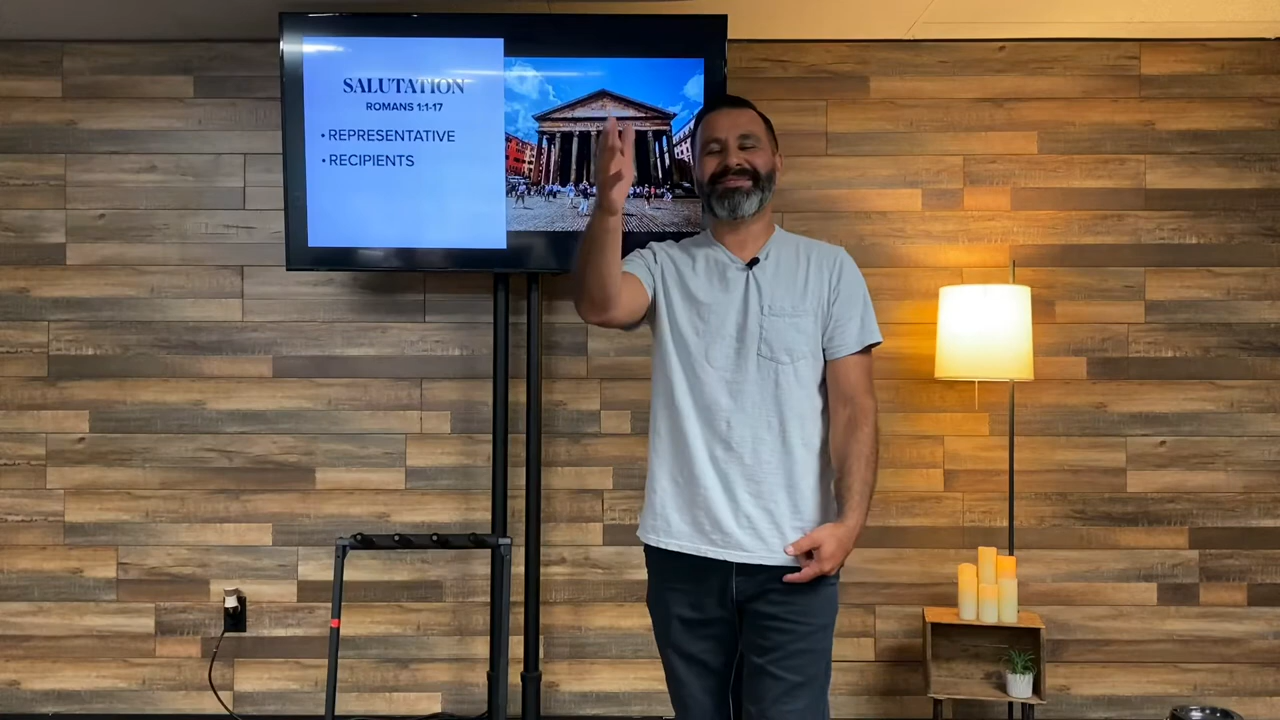 SALUTATION
ROMANS 1:1-17
• REPRESENTATIVE
• RECIPIENTS